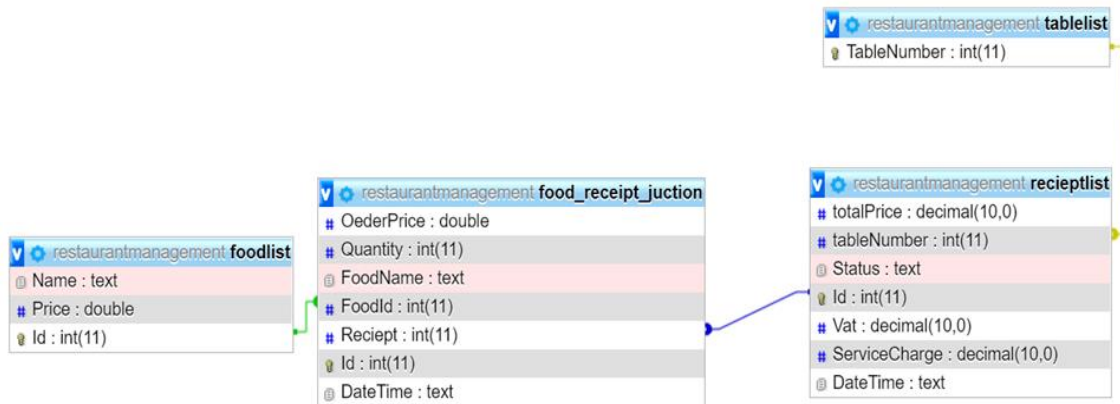 restaurantmanagement tablelist
TableNumber : int(11)
restaurantmanagement foodlist
Name : text
Price : double
Id : int(11)
restaurantmanagement food_receipt_juction
OederPrice : double
Quantity : int(11)
FoodName : text
FoodId : int(11)
Reciept : int(11)
Id : int(11)
DateTime : text
restaurantmanagement recieptlist
totalPrice : decimal(10,0)
tableNumber : int(11)
Status : text
Id : int(11)
Vat : decimal(10,0)
ServiceCharge : decimal(10,0)
DateTime : text